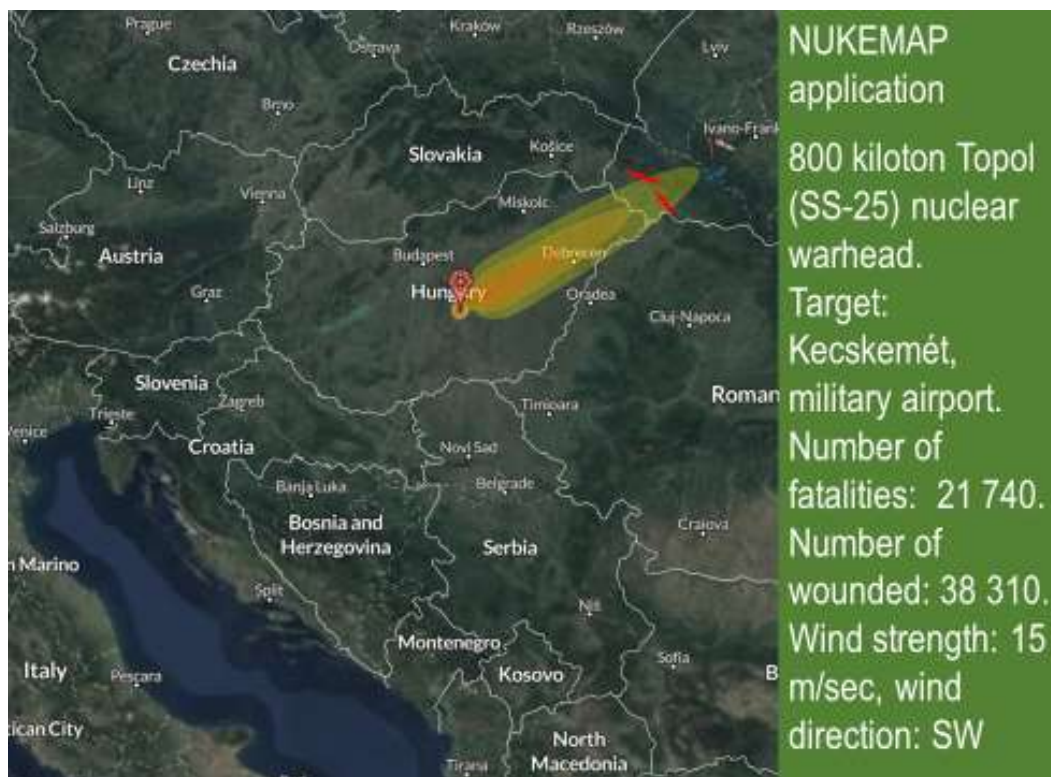 Prague
Kraków
Rzeszów
Ostrava
Lviv
Czechia
Brno
Ivano-Frank
Slovakia
Košice
Linz
Vienna
Miskolc
Salzburg
Austria
Budapest
Debrecen
Graz
Hungary
Oradea
Cluj-Napoca
Slovenia
Zagreb
Roman
Trieste
Timișoara
Venice
Croatia
Novi Sad
Banja Luka
Belgrade
Bosnia and
Herzegovina
Serbia
Craiova
Marino
Split
Niš
Montenegro
Sofia
Italy
Pescara
Kosovo
B
City
North
Macedonia
Tirana
NUKEMAP
application
800 kiloton Topol
(SS-25) nuclear
warhead.
Target:
Kecskemét,
military airport.
Number of
fatalities: 21 740.
Number of
wounded: 38 310.
Wind strength: 15
m/sec, wind
direction: SW